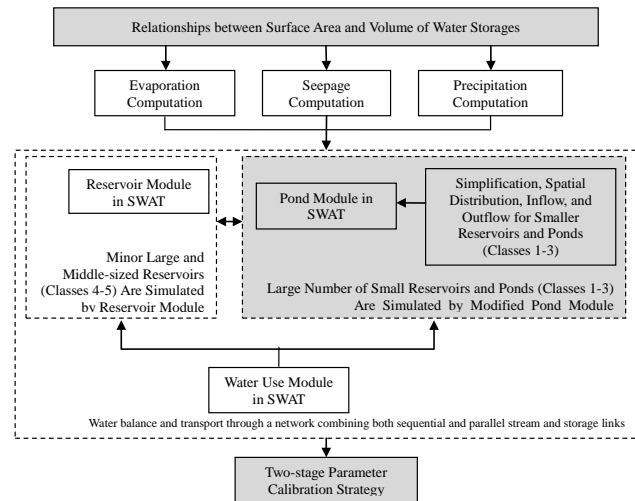 Relationships between Surface Area and Volume of Water Storages
Evaporation
Computation
Seepage
Computation
Precipitation
Computation
Reservoir Module
in SWAT
Minor Large and
Middle-sized Reservoirs
(Classes 4-5) Are Simulated
by Reservoir Module
Pond Module in
SWAT
Simplification, Spatial
Distribution, Inflow, and
Outflow for Smaller
Reservoirs and Ponds
(Classes 1-3)
Large Number of Small Reservoirs and Ponds (Classes 1-3)
Are Simulated by Modified Pond Module
Water Use Module
in SWAT
Water balance and transport through a network combining both sequential and parallel stream and storage links
Two-stage Parameter
Calibration Strategy